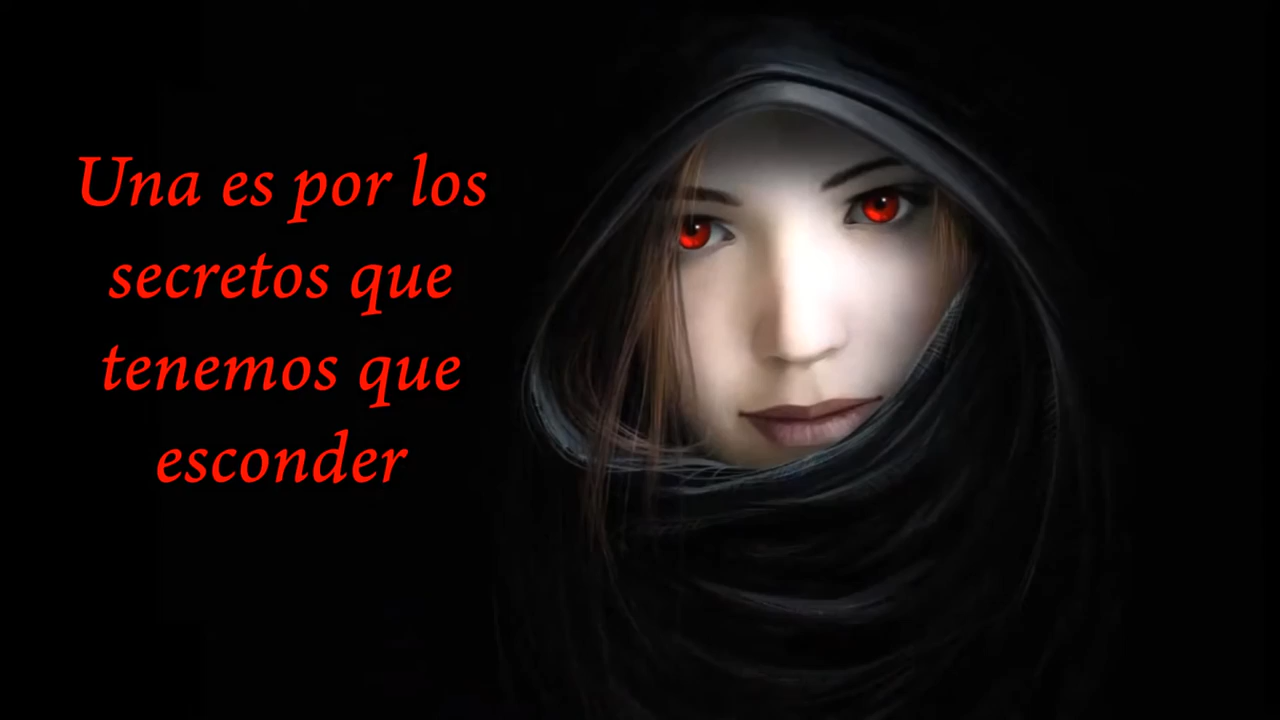 Una es por los
secretos que
tenemos que
esconder